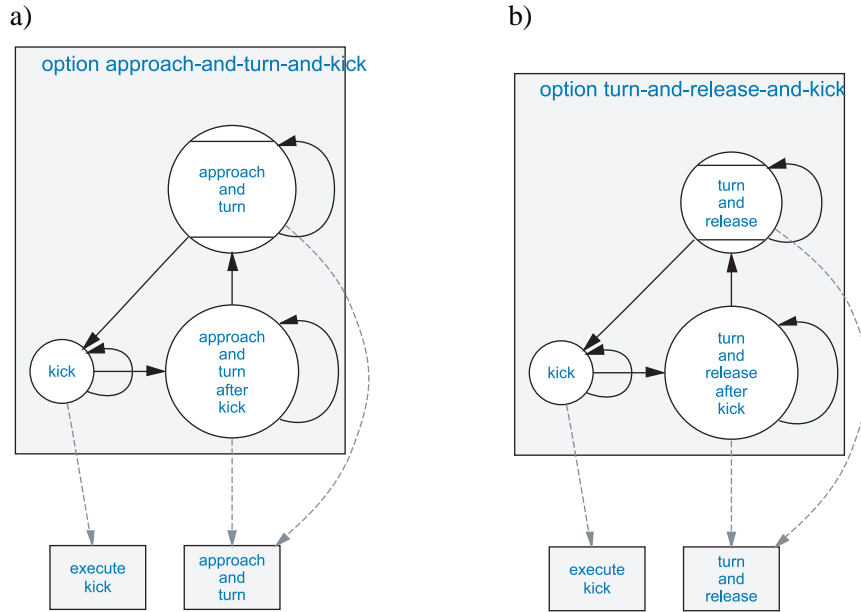 a)
option approach-and-turn-and-kick
approach
and
turn
kick
approach
and
turn
after
kick
execute
kick
approach
and
turn
b)
option turn-and-release-and-kick
turn
and
release
kick
turn
and
release
after
kick
execute
kick
turn
and
release